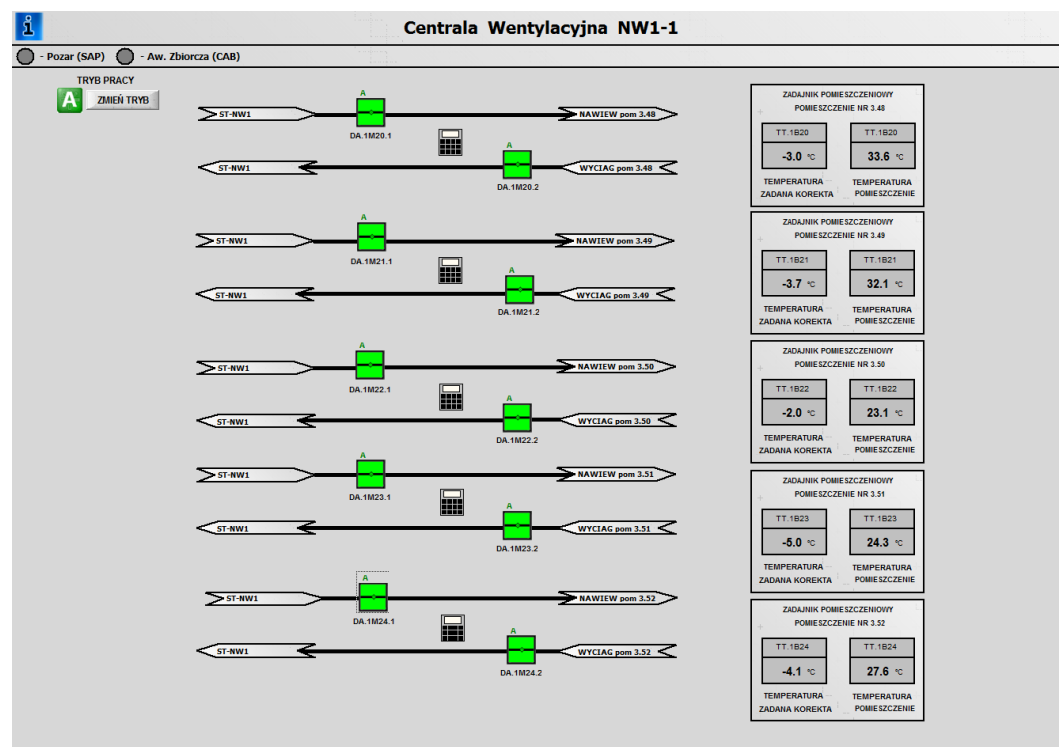 Centrala Wentylacyjna NW1-1
- Pozar (SAP) - Aw. Zbiorcza (CAB)
TRYB PRACY
A ZMIEŃ TRYB
A
ST-NW1 NAWIEW pom 3.48
DA.1M20.1
A
ST-NW1 WYCIAG pom 3.48
DA.1M20.2
A
ST-NW1 NAWIEW pom 3.49
DA.1M21.1
A
ST-NW1 WYCIAG pom 3.49
DA.1M21.2
A
ST-NW1 NAWIEW pom 3.50
DA.1M22.1
A
ST-NW1 WYCIAG pom 3.50
DA.1M22.2
A
ST-NW1 NAWIEW pom 3.51
DA.1M23.1
A
ST-NW1 WYCIAG pom 3.51
DA.1M23.2
A
ST-NW1 NAWIEW pom 3.52
DA.1M24.1
A
ST-NW1 WYCIAG pom 3.52
DA.1M24.2
ZADAJNIK POMIESZCZENIOWY
POMIESZCZENIE NR 3.48
TT.1B20 TT.1B20
-3.0 °C 33.6 °C
TEMPERATURA TEMPERATURA
ZADANA KOREKTA POMIESZCZENIE
ZADAJNIK POMIESZCZENIOWY
POMIESZCZENIE NR 3.49
TT.1B21 TT.1B21
-3.7 °C 32.1 °C
TEMPERATURA TEMPERATURA
ZADANA KOREKTA POMIESZCZENIE
ZADAJNIK POMIESZCZENIOWY
POMIESZCZENIE NR 3.50
TT.1B22 TT.1B22
-2.0 °C 23.1 °C
TEMPERATURA TEMPERATURA
ZADANA KOREKTA POMIESZCZENIE
ZADAJNIK POMIESZCZENIOWY
POMIESZCZENIE NR 3.51
TT.1B23 TT.1B23
-5.0 °C 24.3 °C
TEMPERATURA TEMPERATURA
ZADANA KOREKTA POMIESZCZENIE
ZADAJNIK POMIESZCZENIOWY
POMIESZCZENIE NR 3.52
TT.1B24 TT.1B24
-4.1 °C 27.6 °C
TEMPERATURA TEMPERATURA
ZADANA KOREKTA POMIESZCZENIE